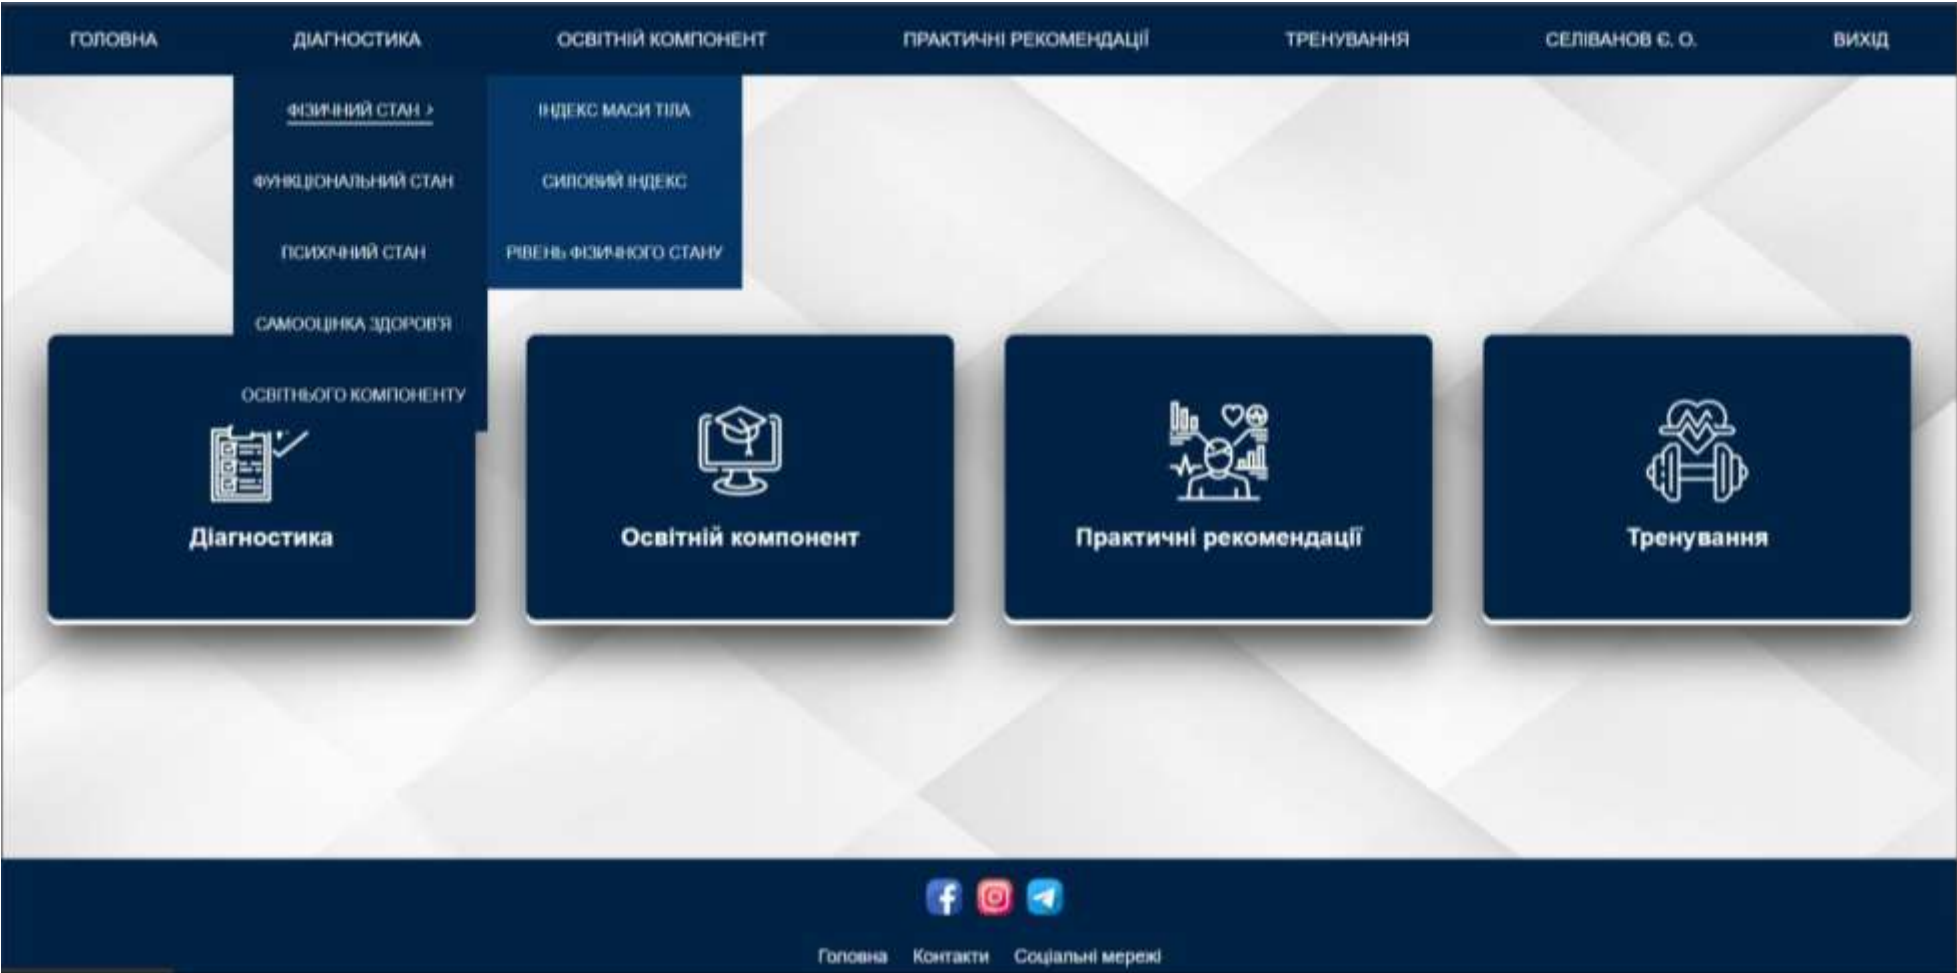 ГОЛОВНА ДІАГНОСТИКА ОСВІТНІЙ КОМПОНЕНТ ПРАКТИЧНІ РЕКОМЕНДАЦІЇ ТРЕНУВАННЯ СЕЛІВАНОВ Є. О. ВИХІД
ФІЗИЧНИЙ СТАН > ІНДЕКС МАСИ ТІЛА
ФУНКЦІОНАЛЬНИЙ СТАН СИЛОВИЙ ІНДЕКС
ПСИХІЧНИЙ СТАН РІВЕНЬ ФІЗИЧНОГО СТАНУ
САМООЦІНКА ЗДОРОВ'Я
ОСВІТНЬОГО КОМПОНЕНТУ
Діагностика Освітній компонент Практичні рекомендації Тренування
Головна Контакти Соціальні мережі